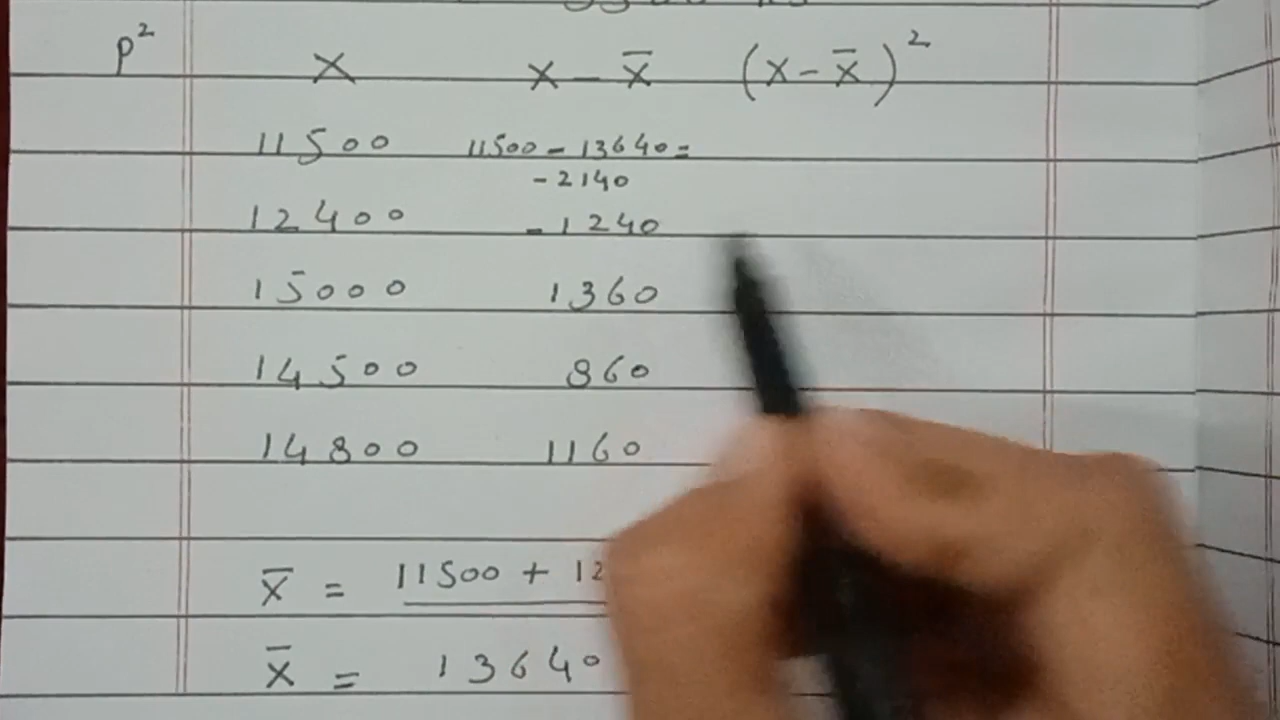 P² X X - X̄ (X - X̄)²
11500 11500 - 13640 =
- 2140
12400 - 1240
15000 1360
14500 860
14800 1160
X̄ = 11500 + 12
X̄ = 13640